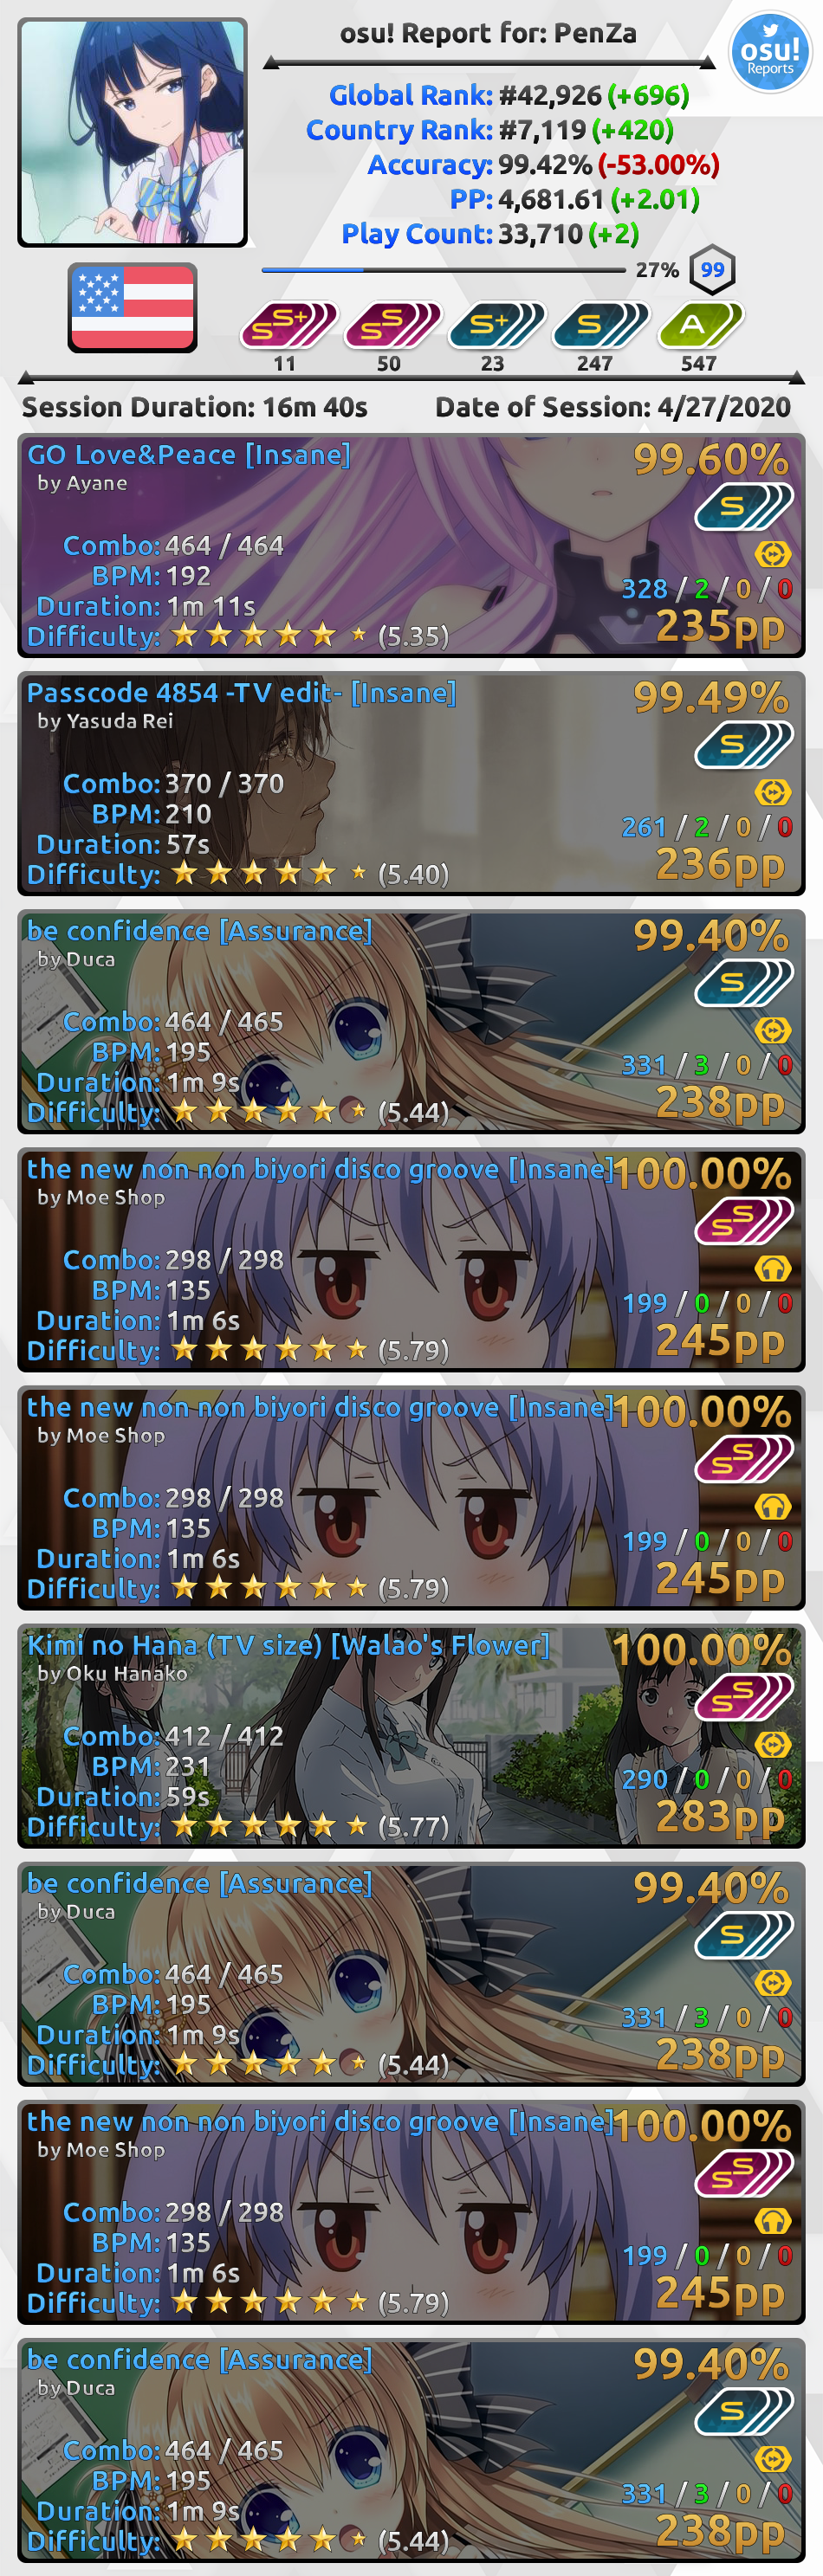 osu! Report for: PenZa
osu!
Reports
Global Rank: #42,926 (+696)
Country Rank: #7,119 (+420)
Accuracy: 99.42% (-53.00%)
PP: 4,681.61 (+2.01)
Play Count: 33,710 (+2)
27% 99
SS+ SS S+ S A
11 50 23 247 547
Session Duration: 16m 40s Date of Session: 4/27/2020
GO Love&Peace [Insane] 99.60%
by Ayane
S
Combo: 464 / 464
BPM: 192
328 / 2 / 0 / 0
Duration: 1m 11s
235pp
Difficulty: (5.35)
Passcode 4854 -TV edit- [Insane] 99.49%
by Yasuda Rei
S
Combo: 370 / 370
BPM: 210
261 / 2 / 0 / 0
Duration: 57s
236pp
Difficulty: (5.40)
be confidence [Assurance] 99.40%
by Duca
S
Combo: 464 / 465
BPM: 195
331 / 3 / 0 / 0
Duration: 1m 9s
238pp
Difficulty: (5.44)
the new non non biyori disco groove [Insane] 100.00%
by Moe Shop
SS
Combo: 298 / 298
BPM: 135
199 / 0 / 0 / 0
Duration: 1m 6s
245pp
Difficulty: (5.79)
the new non non biyori disco groove [Insane] 100.00%
by Moe Shop
SS
Combo: 298 / 298
BPM: 135
199 / 0 / 0 / 0
Duration: 1m 6s
245pp
Difficulty: (5.79)
Kimi no Hana (TV size) [Walao's Flower] 100.00%
by Oku Hanako
SS
Combo: 412 / 412
BPM: 231
290 / 0 / 0 / 0
Duration: 59s
283pp
Difficulty: (5.77)
be confidence [Assurance] 99.40%
by Duca
S
Combo: 464 / 465
BPM: 195
331 / 3 / 0 / 0
Duration: 1m 9s
238pp
Difficulty: (5.44)
the new non non biyori disco groove [Insane] 100.00%
by Moe Shop
SS
Combo: 298 / 298
BPM: 135
199 / 0 / 0 / 0
Duration: 1m 6s
245pp
Difficulty: (5.79)
be confidence [Assurance] 99.40%
by Duca
S
Combo: 464 / 465
BPM: 195
331 / 3 / 0 / 0
Duration: 1m 9s
238pp
Difficulty: (5.44)